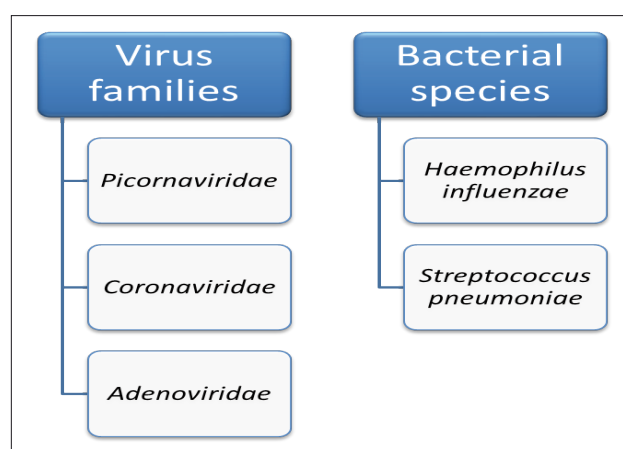 Virus
families
Picornaviridae
Coronaviridae
Adenoviridae
Bacterial
species
Haemophilus
influenzae
Streptococcus
pneumoniae